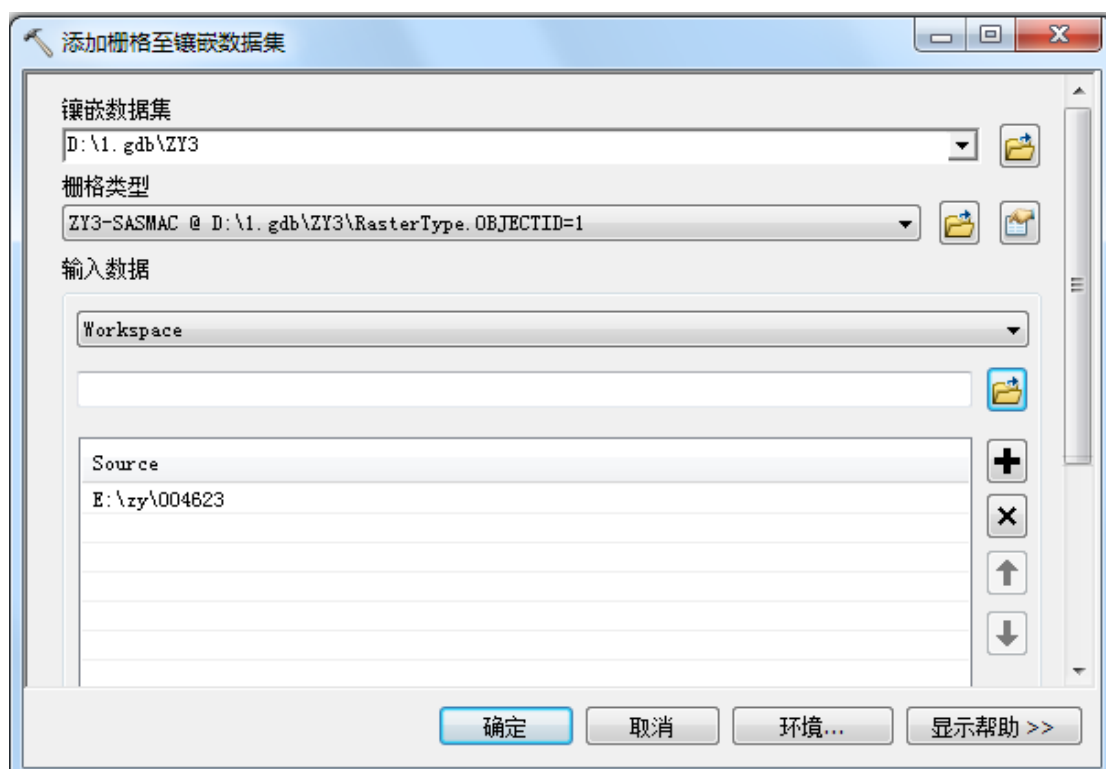 添加栅格至镶嵌数据集
镶嵌数据集
D:\1.gdb\ZY3
栅格类型
ZY3-SASMAC @ D:\1.gdb\ZY3\RasterType.OBJECTID=1
输入数据
Workspace
Source
E:\zy\004623
确定
取消
环境...
显示帮助 >>